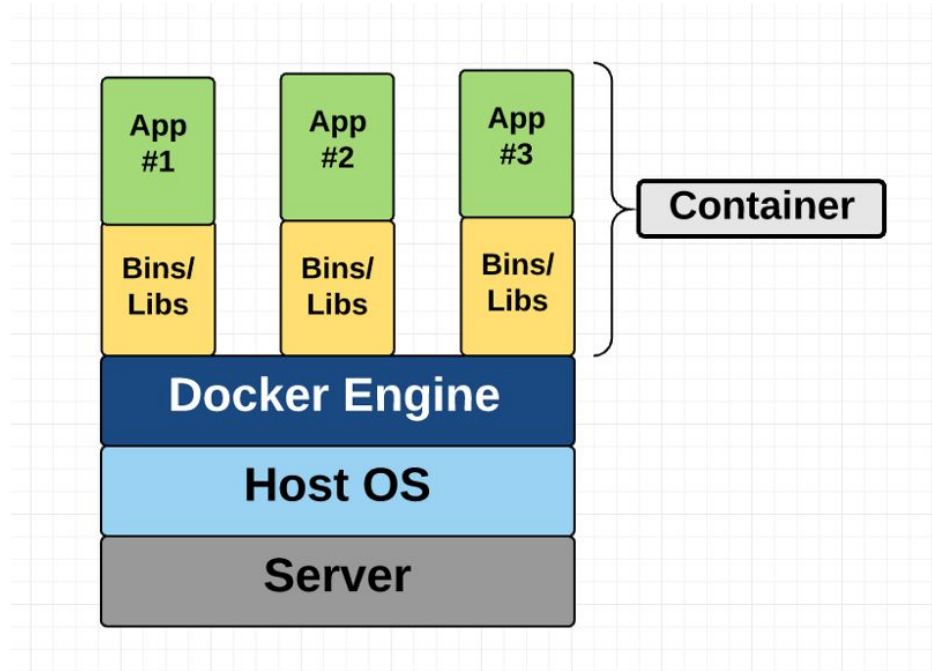 App
#1
App
#2
App
#3
Container
Bins/
Libs
Bins/
Libs
Bins/
Libs
Docker Engine
Host OS
Server